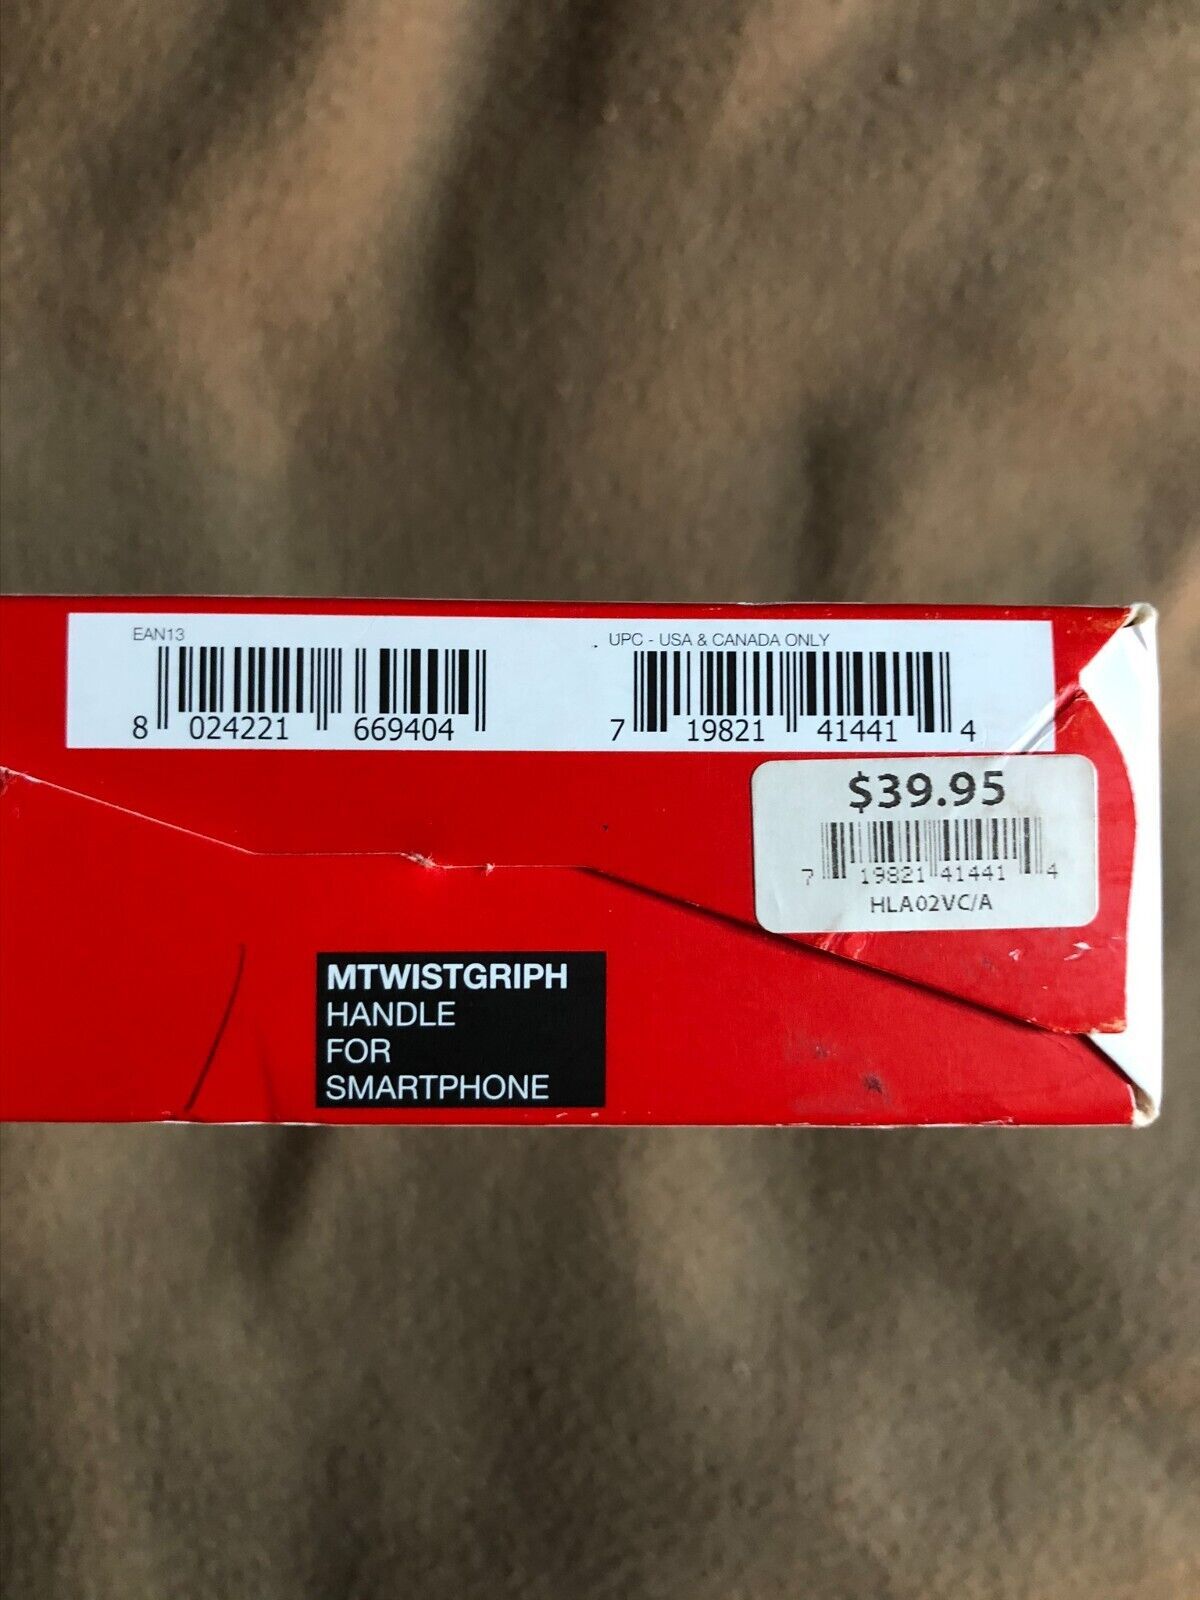 EAN13
8 024221 669404
UPC - USA & CANADA ONLY
7 19821 41441 4
$39.95
7 19821 41441 4
HLA02VC/A
MTWISTGRIPH
HANDLE
FOR
SMARTPHONE